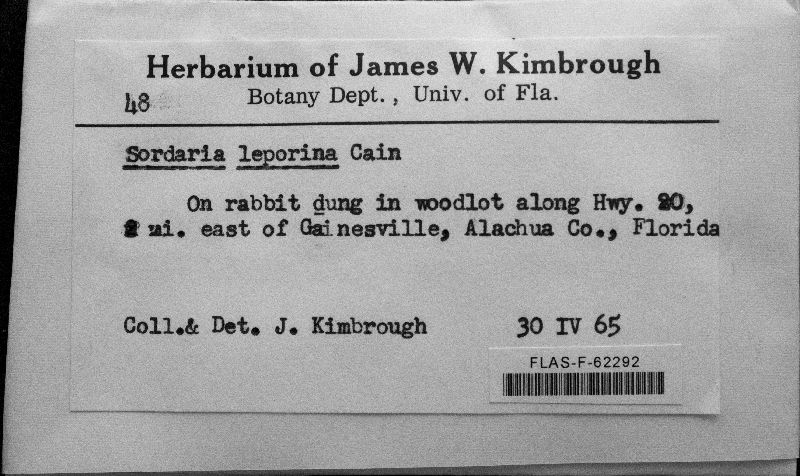 Herbarium of James W. Kimbrough
48 Botany Dept., Univ. of Fla.
Sordaria leporina Cain
On rabbit dung in woodlot along Hwy. 20,
2 mi. east of Gainesville, Alachua Co., Florida
Coll.& Det. J. Kimbrough 30 IV 65
FLAS-F-62292